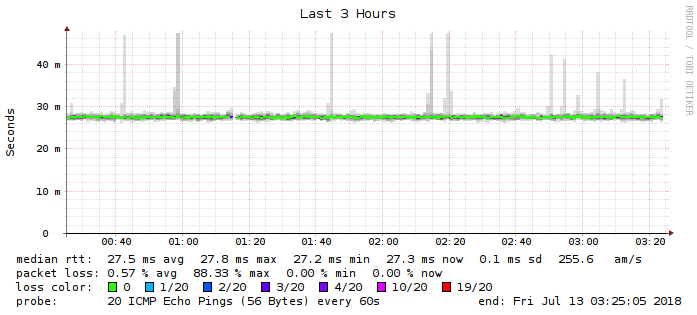 Last 3 Hours
RRDTOOL / TOBI OETIKER
Seconds
40 m
30 m
20 m
10 m
0
00:40 01:00 01:20 01:40 02:00 02:20 02:40 03:00 03:20
median rtt: 27.5 ms avg 27.8 ms max 27.2 ms min 27.3 ms now 0.1 ms sd 255.6 am/s
packet loss: 0.57 % avg 88.33 % max 0.00 % min 0.00 % now
loss color: 0 1/20 2/20 3/20 4/20 10/20 19/20
probe: 20 ICMP Echo Pings (56 Bytes) every 60s end: Fri Jul 13 03:25:05 2018